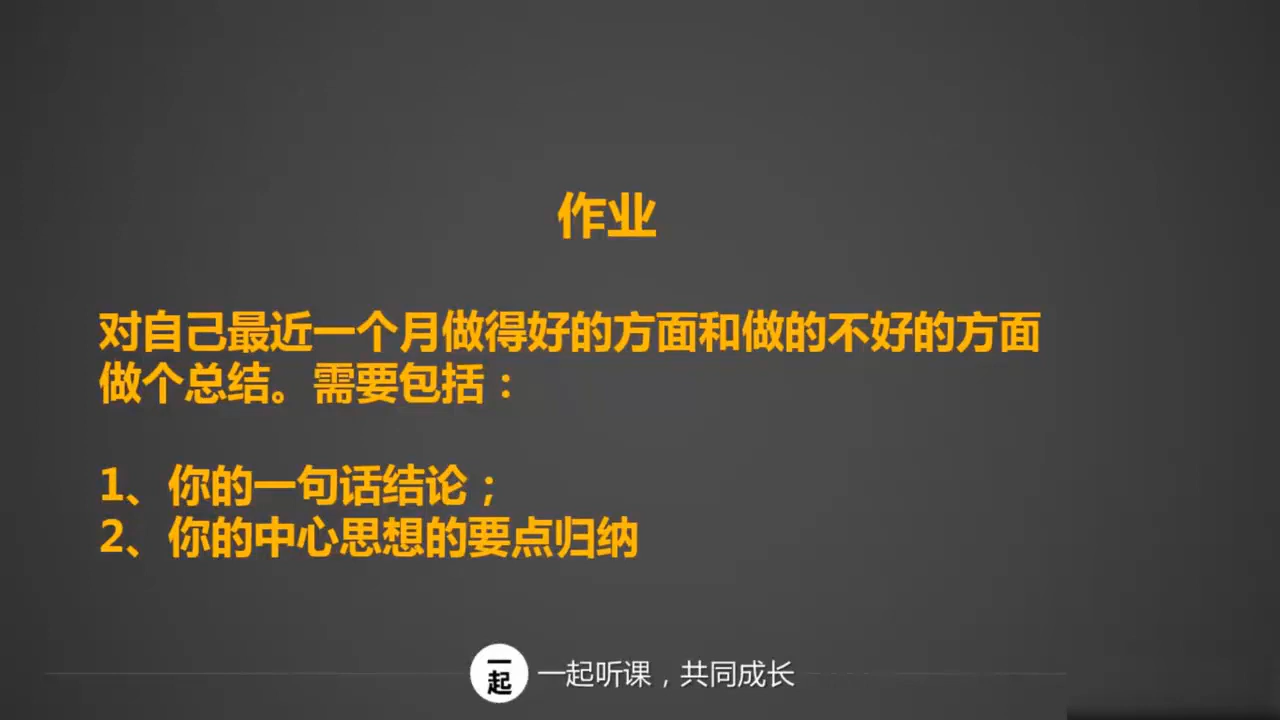 作业
对自己最近一个月做得好的方面和做的不好的方面
做个总结。需要包括：
1、你的一句话结论；
2、你的中心思想的要点归纳
一起
一起听课，共同成长